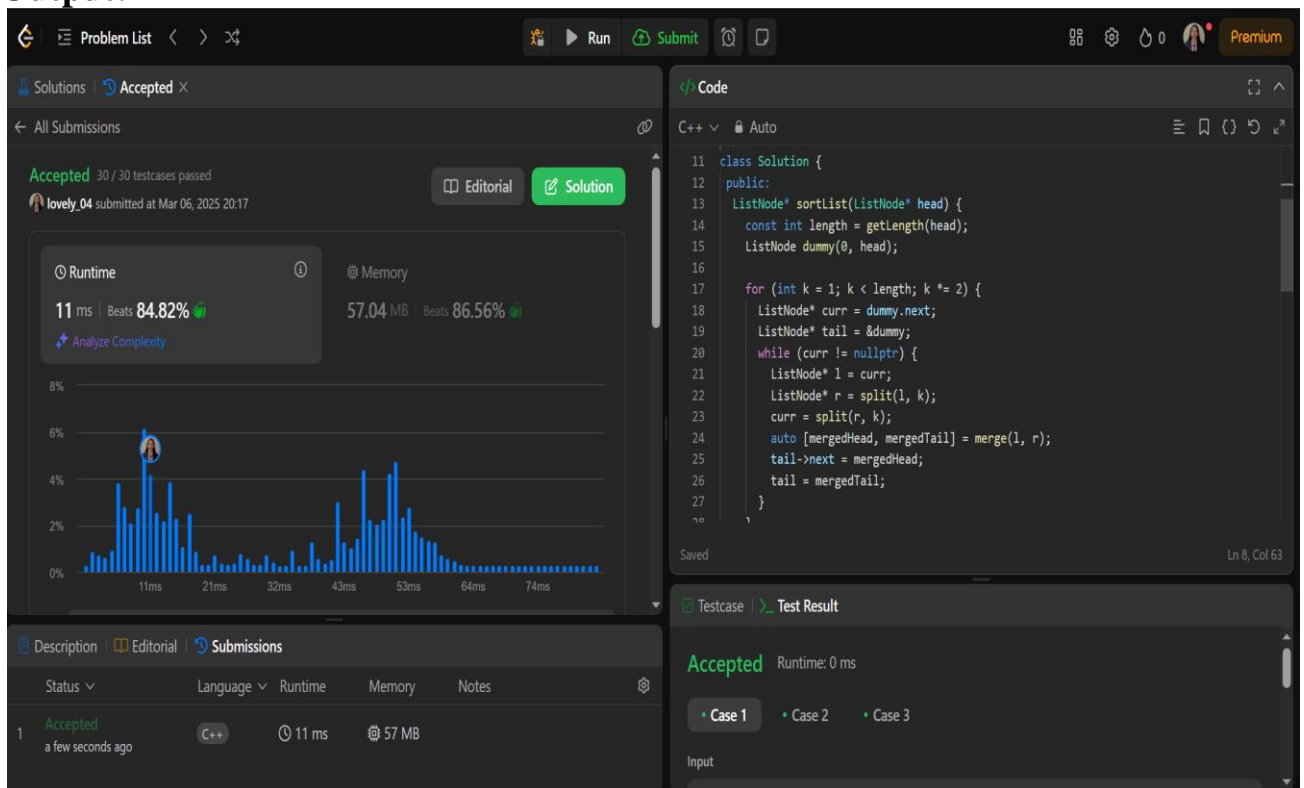 Problem List
Run
Submit
0
Premium
Solutions
Accepted
All Submissions
Accepted 30 / 30 testcases passed
lovely_04 submitted at Mar 06, 2025 20:17
Editorial
Solution
Runtime
11 ms | Beats 84.82%
Analyze Complexity
Memory
57.04 MB | Beats 86.56%
8%
6%
4%
2%
0%
11ms 21ms 32ms 43ms 53ms 64ms 74ms
Description | Editorial | Submissions
Status Language Runtime Memory Notes
1 Accepted C++ 11 ms 57 MB
a few seconds ago
</> Code
C++ Auto
11 class Solution {
12 public:
13 ListNode* sortList(ListNode* head) {
14 const int length = getLength(head);
15 ListNode dummy(0, head);
16
17 for (int k = 1; k < length; k *= 2) {
18 ListNode* curr = dummy.next;
19 ListNode* tail = &dummy;
20 while (curr != nullptr) {
21 ListNode* l = curr;
22 ListNode* r = split(l, k);
23 curr = split(r, k);
24 auto [mergedHead, mergedTail] = merge(l, r);
25 tail->next = mergedHead;
26 tail = mergedTail;
27 }
Saved Ln 8, Col 63
Testcase | >_ Test Result
Accepted Runtime: 0 ms
• Case 1 • Case 2 • Case 3
Input